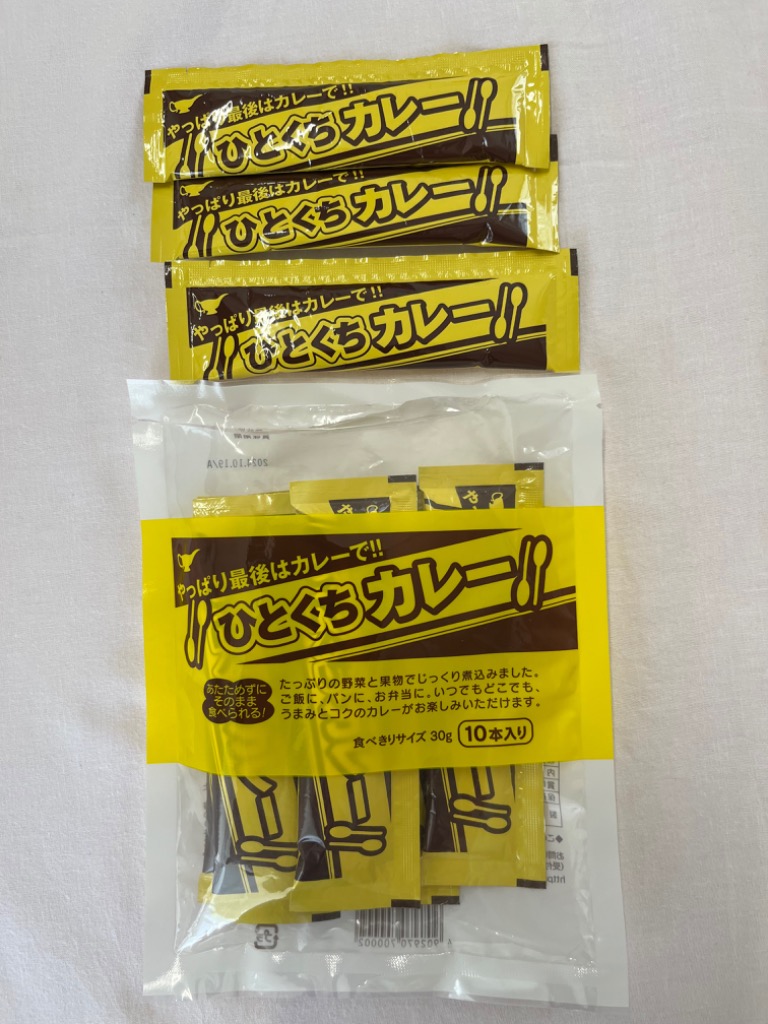 やっぱり最後はカレーで!!
ひとくちカレー
やっぱり最後はカレーで!!
ひとくちカレー
やっぱり最後はカレーで!!
ひとくちカレー
2024.10.19/A
やっぱり最後はカレーで!!
ひとくちカレー
あたためずに
そのまま
食べられる!
たっぷりの野菜と果物でじっくり煮込みました。
ご飯に、パンに、お弁当に。いつでもどこでも、
うまみとコクのカレーがお楽しみいただけます。
食べきりサイズ 30g 10本入り
4 902970 700002